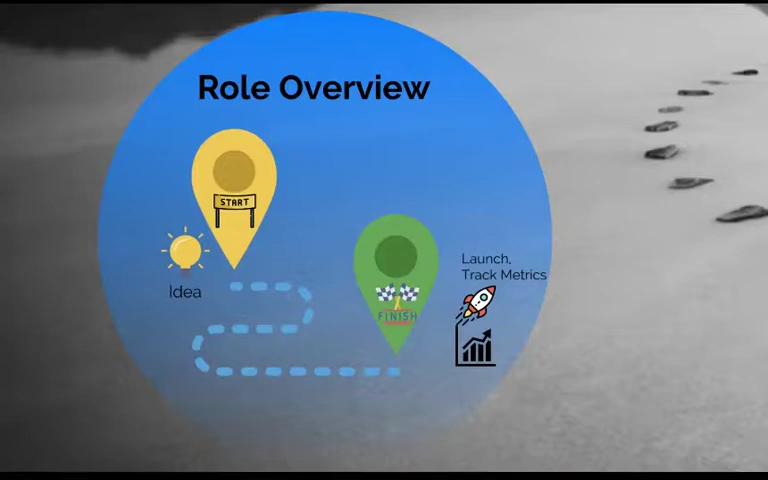 Role Overview
START
Idea
FINISH
Launch,
Track Metrics